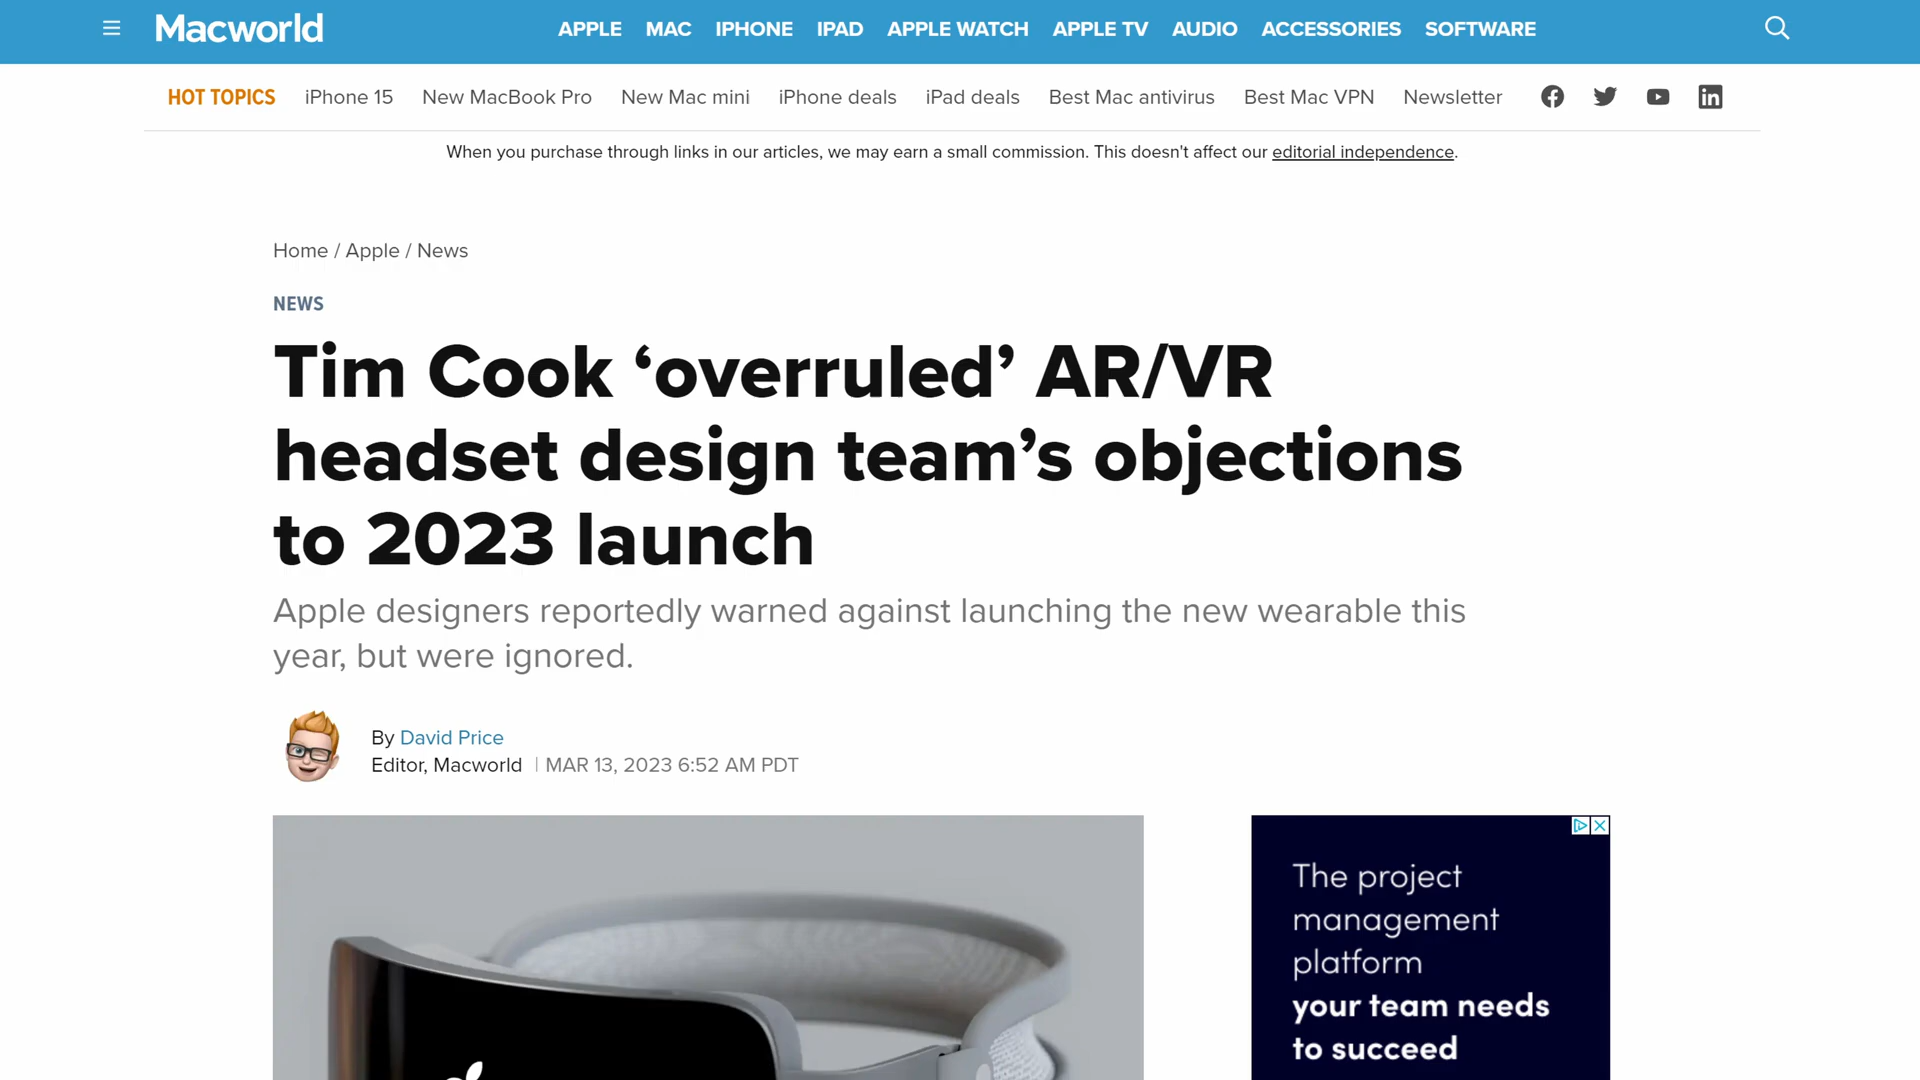 Macworld
APPLE MAC IPHONE IPAD APPLE WATCH APPLE TV AUDIO ACCESSORIES SOFTWARE
HOT TOPICS iPhone 15 New MacBook Pro New Mac mini iPhone deals iPad deals Best Mac antivirus Best Mac VPN Newsletter
When you purchase through links in our articles, we may earn a small commission. This doesn't affect our editorial independence.
Home / Apple / News
NEWS
Tim Cook ‘overruled’ AR/VR
headset design team’s objections
to 2023 launch
Apple designers reportedly warned against launching the new wearable this
year, but were ignored.
By David Price
Editor, Macworld | MAR 13, 2023 6:52 AM PDT
The project
management
platform
your team needs
to succeed